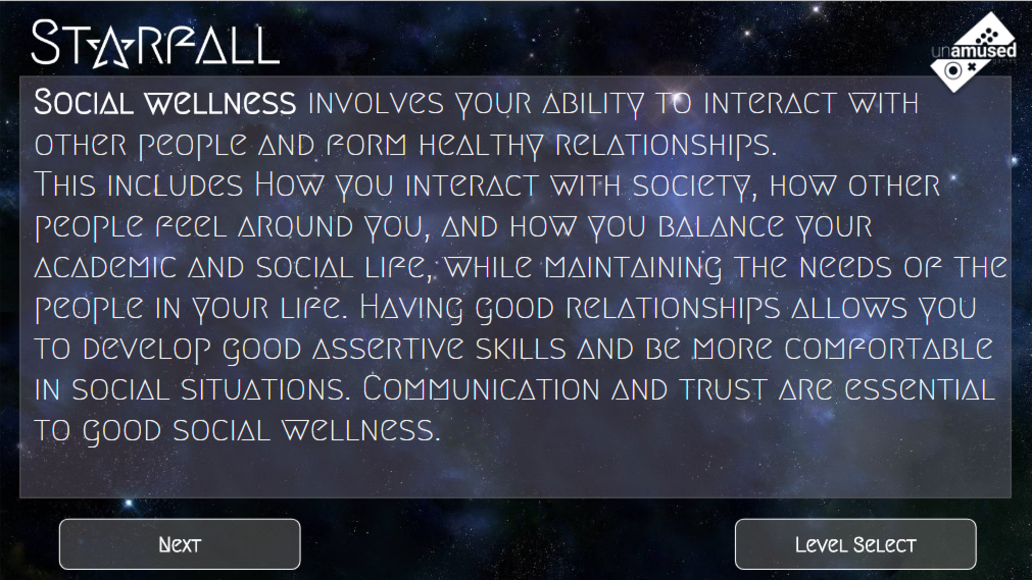 Starfall
unamused
Social wellness involves your ability to interact with
other people and form healthy relationships.
This includes How you interact with society, how other
people feel around you, and how you balance your
academic and social life, while maintaining the needs of the
people in your life. Having good relationships allows you
to develop good assertive skills and be more comfortable
in social situations. Communication and trust are essential
to good social wellness.
Next
Level Select